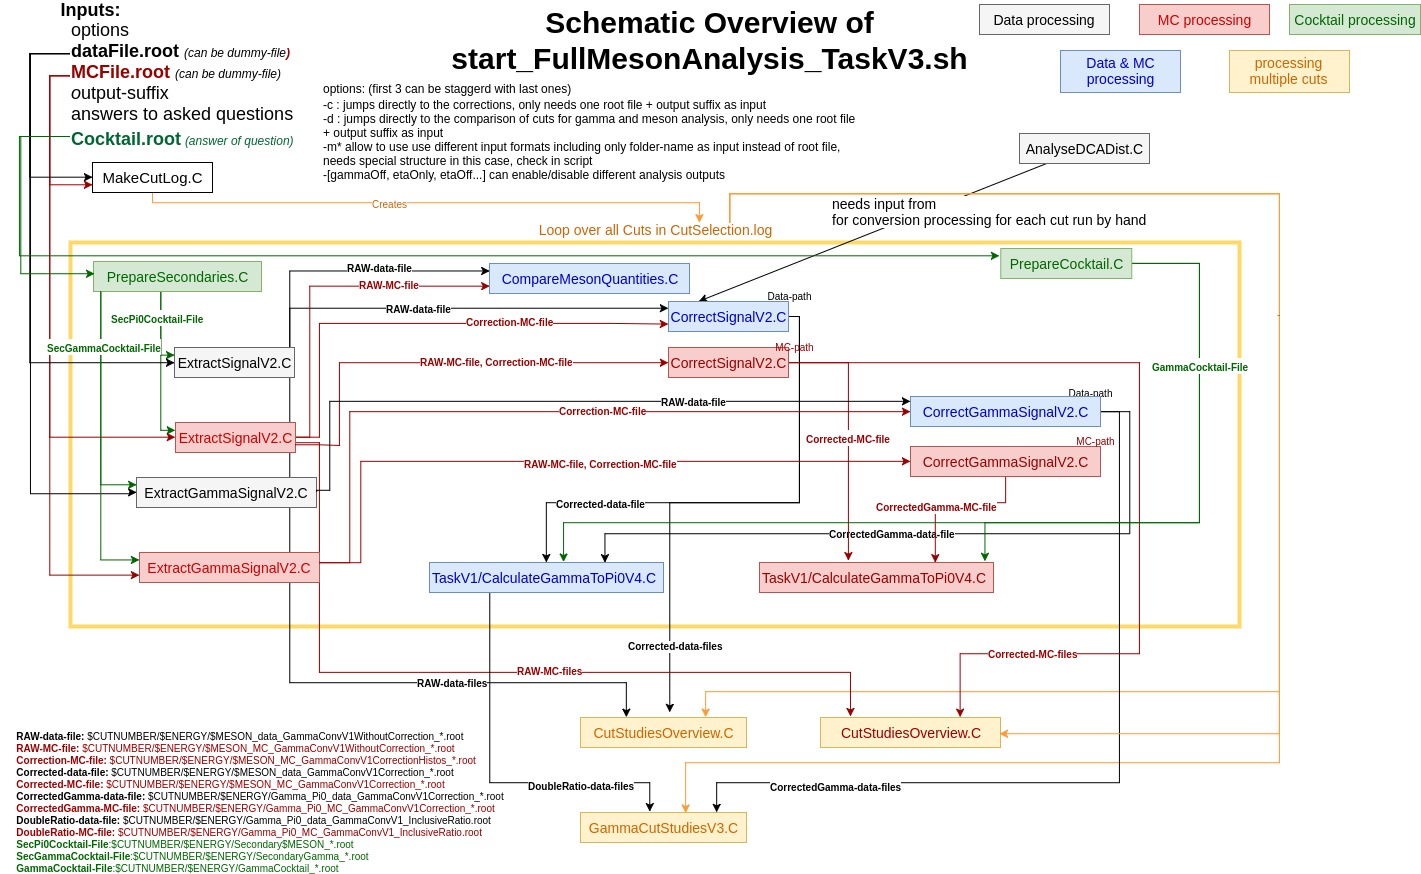 Inputs:
options
dataFile.root (can be dummy-file)
MCFile.root (can be dummy-file)
output-suffix
answers to asked questions
Cocktail.root (answer of question)
Schematic Overview of
start_FullMesonAnalysis_TaskV3.sh
options: (first 3 can be staggerd with last ones)
-c : jumps directly to the corrections, only needs one root file + output suffix as input
-d : jumps directly to the comparison of cuts for gamma and meson analysis, only needs one root file
+ output suffix as input
-m* allow to use use different input formats including only folder-name as input instead of root file,
needs special structure in this case, check in script
-[gammaOff, etaOnly, etaOff...] can enable/disable different analysis outputs
Data processing
MC processing
Cocktail processing
Data & MC
processing
processing
multiple cuts
AnalyseDCADist.C
MakeCutLog.C
Creates
needs input from
for conversion processing for each cut run by hand
Loop over all Cuts in CutSelection.log
PrepareSecondaries.C
RAW-data-file
RAW-MC-file
CompareMesonQuantities.C
PrepareCocktail.C
SecPi0Cocktail-File
RAW-data-file
Correction-MC-file
Data-path
CorrectSignalV2.C
SecGammaCocktail-File
ExtractSignalV2.C
RAW-MC-file, Correction-MC-file
MC-path
CorrectSignalV2.C
GammaCocktail-File
RAW-data-file
Correction-MC-file
Data-path
CorrectGammaSignalV2.C
ExtractSignalV2.C
Corrected-MC-file
MC-path
CorrectGammaSignalV2.C
RAW-MC-file, Correction-MC-file
ExtractGammaSignalV2.C
Corrected-data-file
CorrectedGamma-MC-file
CorrectedGamma-data-file
ExtractGammaSignalV2.C
TaskV1/CalculateGammaToPi0V4.C
TaskV1/CalculateGammaToPi0V4.C
Corrected-data-files
Corrected-MC-files
RAW-MC-files
RAW-data-files
CutStudiesOverview.C
CutStudiesOverview.C
DoubleRatio-data-files
CorrectedGamma-data-files
GammaCutStudiesV3.C
RAW-data-file: $CUTNUMBER/$ENERGY/$MESON_data_GammaConvV1WithoutCorrection_*.root
RAW-MC-file: $CUTNUMBER/$ENERGY/$MESON_MC_GammaConvV1WithoutCorrection_*.root
Correction-MC-file: $CUTNUMBER/$ENERGY/$MESON_MC_GammaConvV1CorrectionHistos_*.root
Corrected-data-file: $CUTNUMBER/$ENERGY/$MESON_data_GammaConvV1Correction_*.root
Corrected-MC-file: $CUTNUMBER/$ENERGY/$MESON_MC_GammaConvV1Correction_*.root
CorrectedGamma-data-file: $CUTNUMBER/$ENERGY/Gamma_Pi0_data_GammaConvV1Correction_*.root
CorrectedGamma-MC-file: $CUTNUMBER/$ENERGY/Gamma_Pi0_MC_GammaConvV1Correction_*.root
DoubleRatio-data-file: $CUTNUMBER/$ENERGY/Gamma_Pi0_data_GammaConvV1_InclusiveRatio.root
DoubleRatio-MC-file: $CUTNUMBER/$ENERGY/Gamma_Pi0_MC_GammaConvV1_InclusiveRatio.root
SecPi0Cocktail-File:$CUTNUMBER/$ENERGY/Secondary$MESON_*.root
SecGammaCocktail-File:$CUTNUMBER/$ENERGY/SecondaryGamma_*.root
GammaCocktail-File:$CUTNUMBER/$ENERGY/GammaCocktail_*.root